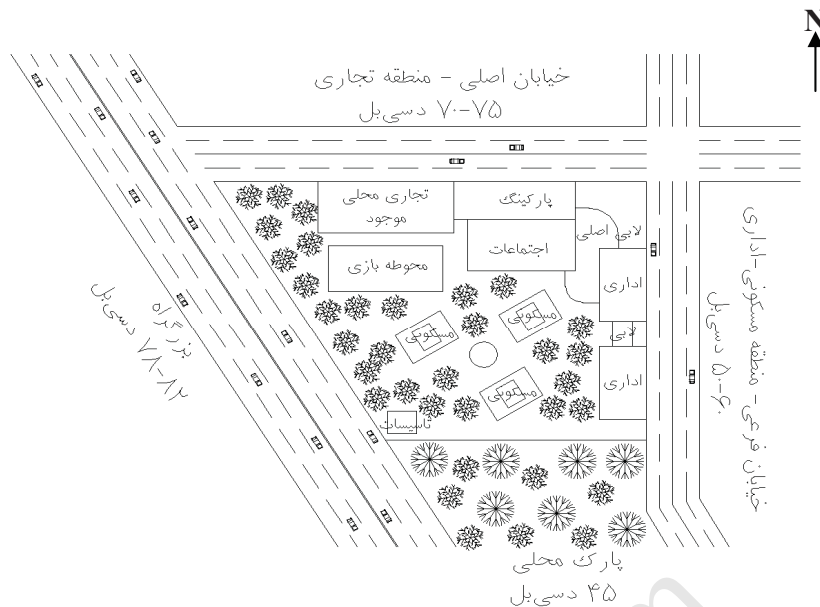 N
خیابان اصلی - منطقه تجاری
۷۰-۷۵ دسی‌بل
تجاری محلی
موجود
پارکینگ
لابی اصلی
اجتماعات
محوطه بازی
اداری
مسکونی
مسکونی
لابی
اداری
مسکونی
تاسیسات
خیابان فرعی - منطقه مسکونی-اداری
۵۰-۶۰ دسی‌بل
بزرگراه
۷۸-۸۲ دسی‌بل
پارک محلی
۴۵ دسی‌بل